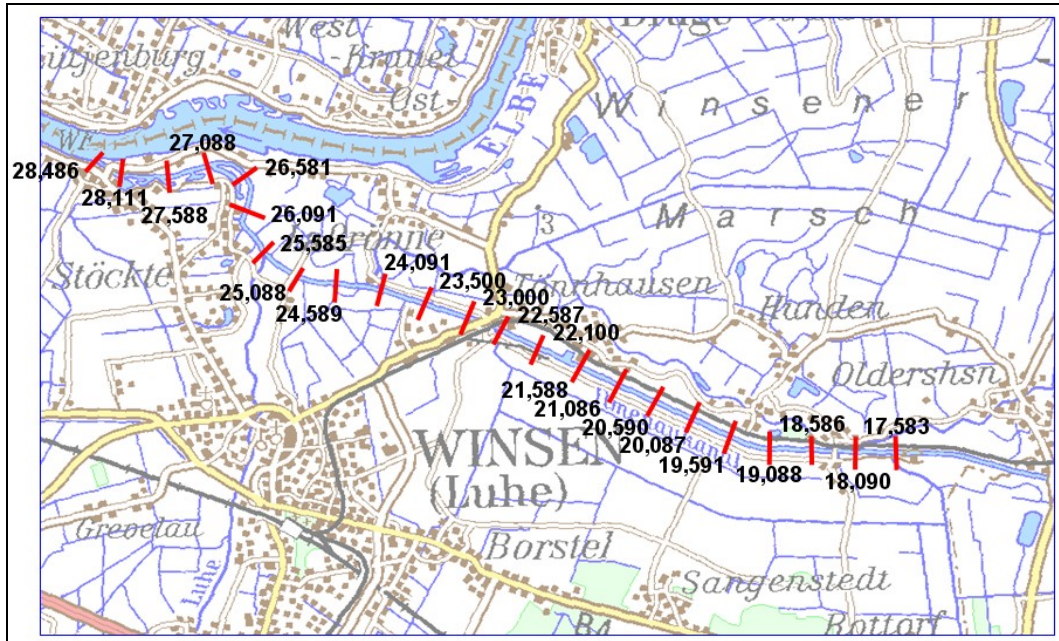 West-
Krauel
Ost-
ELBE
Winsener
Marsch
3
28,486
28,111
27,588
27,088
26,581
26,091
25,585
25,088
24,589
24,091
23,500
23,000
22,587
22,100
21,588
21,086
20,590
20,087
19,591
19,088
18,586
18,090
17,583
Stöckte
Tönnhausen
Hunden
Oldershsn
WINSEN
(Luhe)
Luhe
Borstel
Sangenstedt
Rottorf